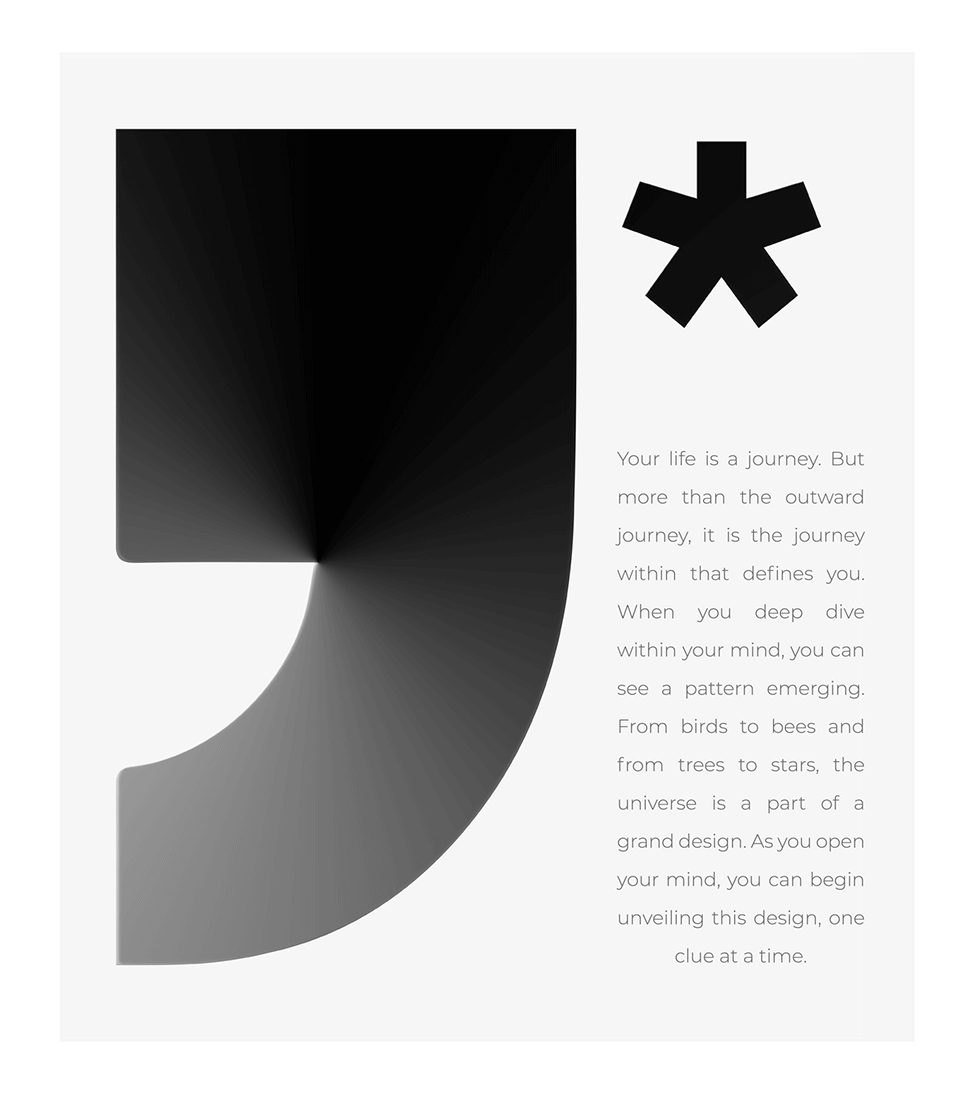 , *
Your life is a journey. But
more than the outward
journey, it is the journey
within that defines you.
When you deep dive
within your mind, you can
see a pattern emerging.
From birds to bees and
from trees to stars, the
universe is a part of a
grand design. As you open
your mind, you can begin
unveiling this design, one
clue at a time.